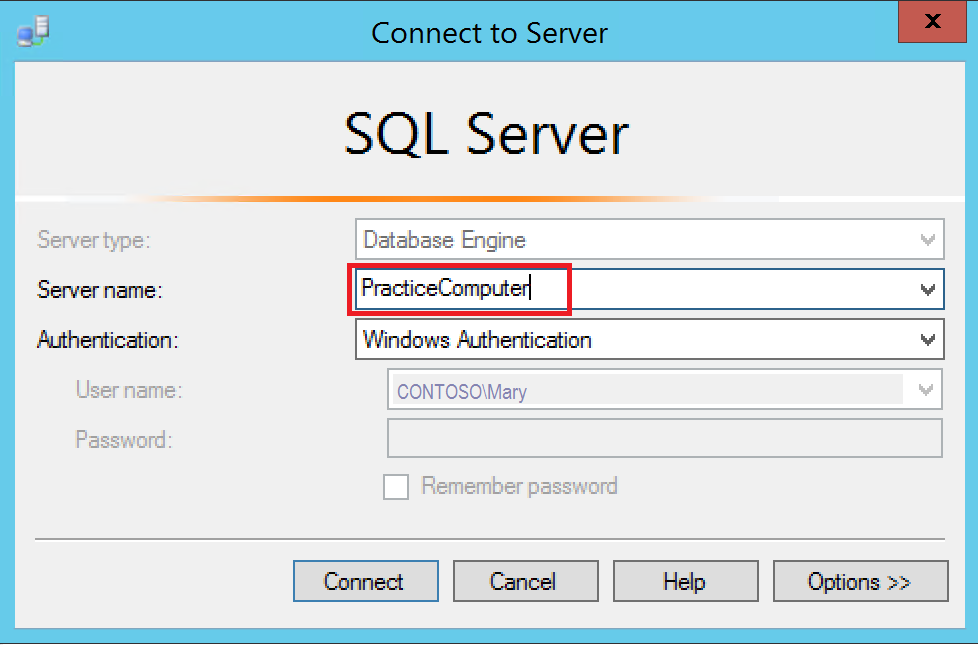 Connect to Server
x
SQL Server
Server type: Database Engine
Server name: PracticeComputer
Authentication: Windows Authentication
User name: CONTOSO\Mary
Password:
Remember password
Connect Cancel Help Options >>